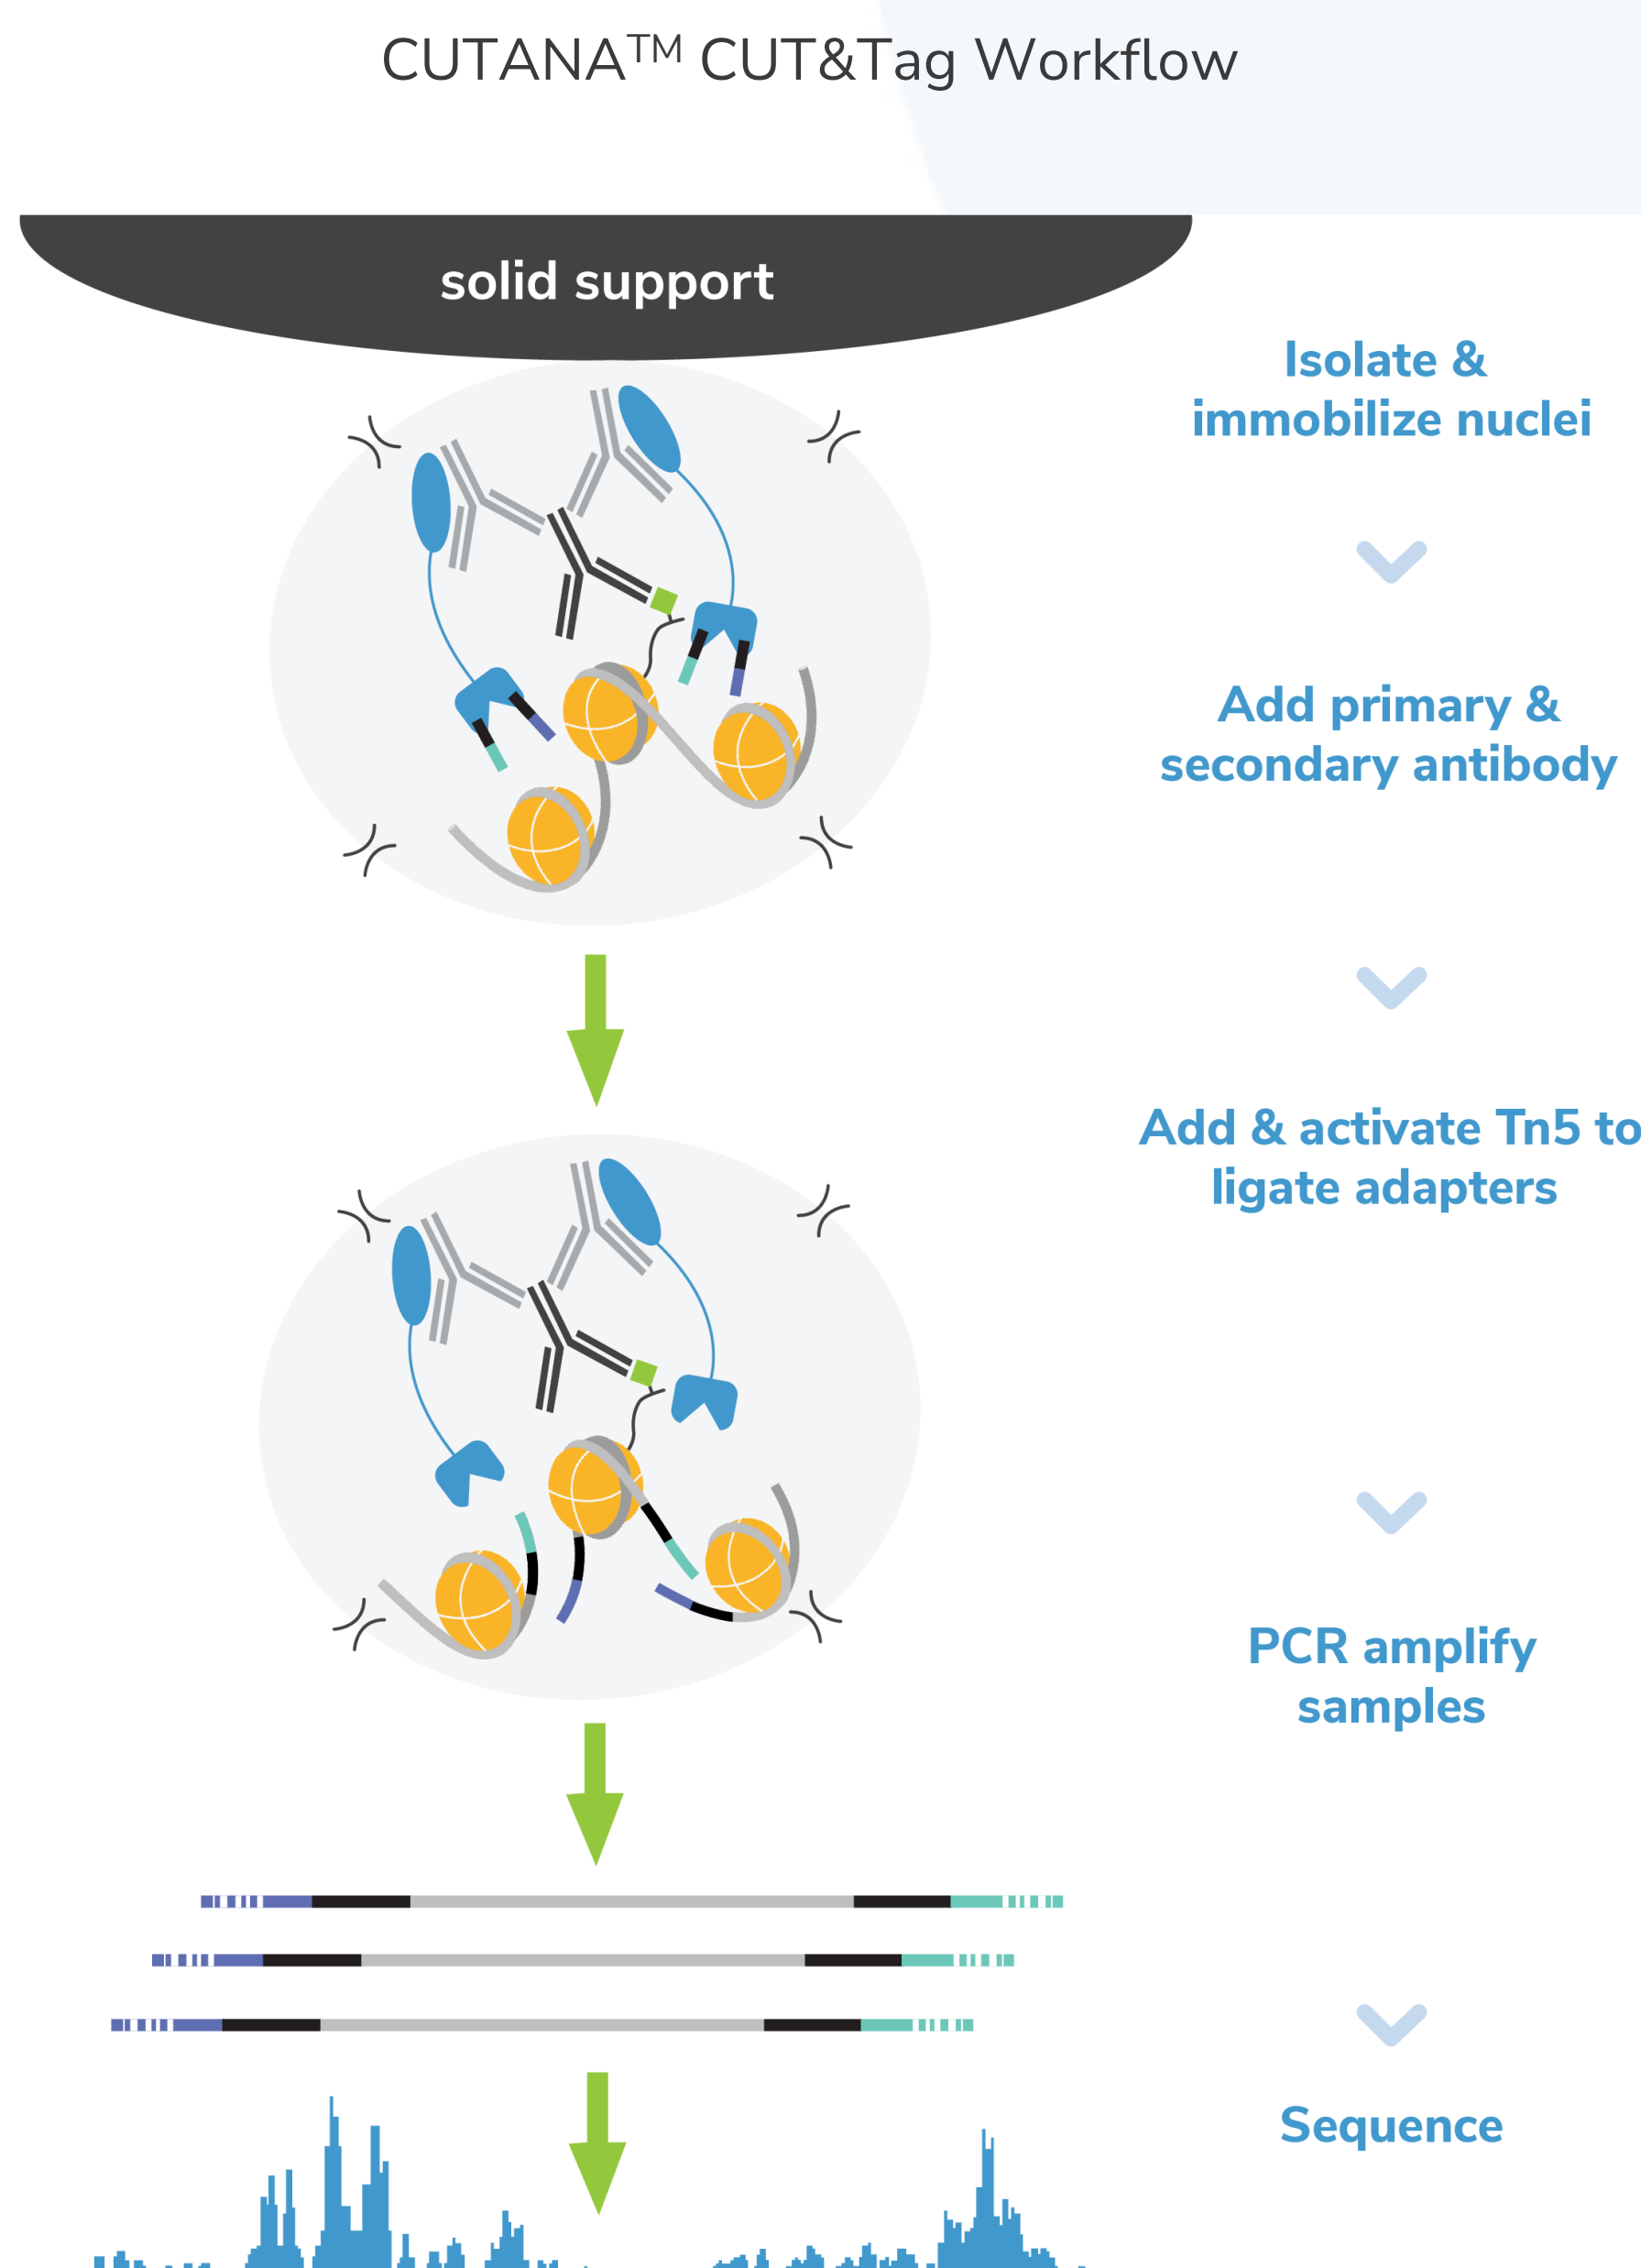 CUTANA™ CUT&Tag Workflow
solid support
Isolate &
immobilize nuclei
Add primary &
secondary antibody
Add & activate Tn5 to
ligate adapters
PCR amplify
samples
Sequence